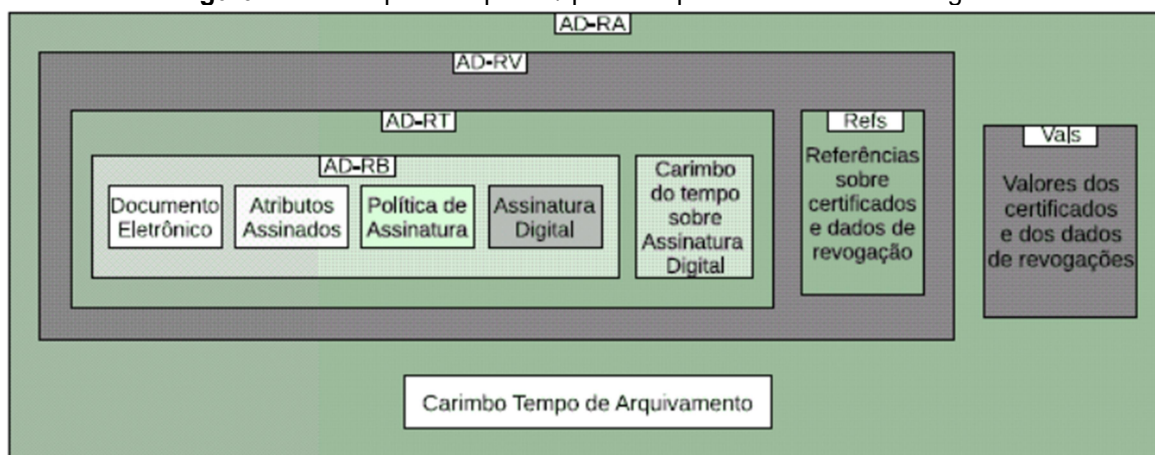 AD-RA
AD-RV
AD-RT
Refs
Vals
AD-RB
Documento
Eletrônico
Atributos
Assinados
Política de
Assinatura
Assinatura
Digital
Carimbo
do tempo
sobre
Assinatura
Digital
Referências
sobre
certificados
e dados de
revogação
Valores dos
certificados
e dos dados
de revogações
Carimbo Tempo de Arquivamento